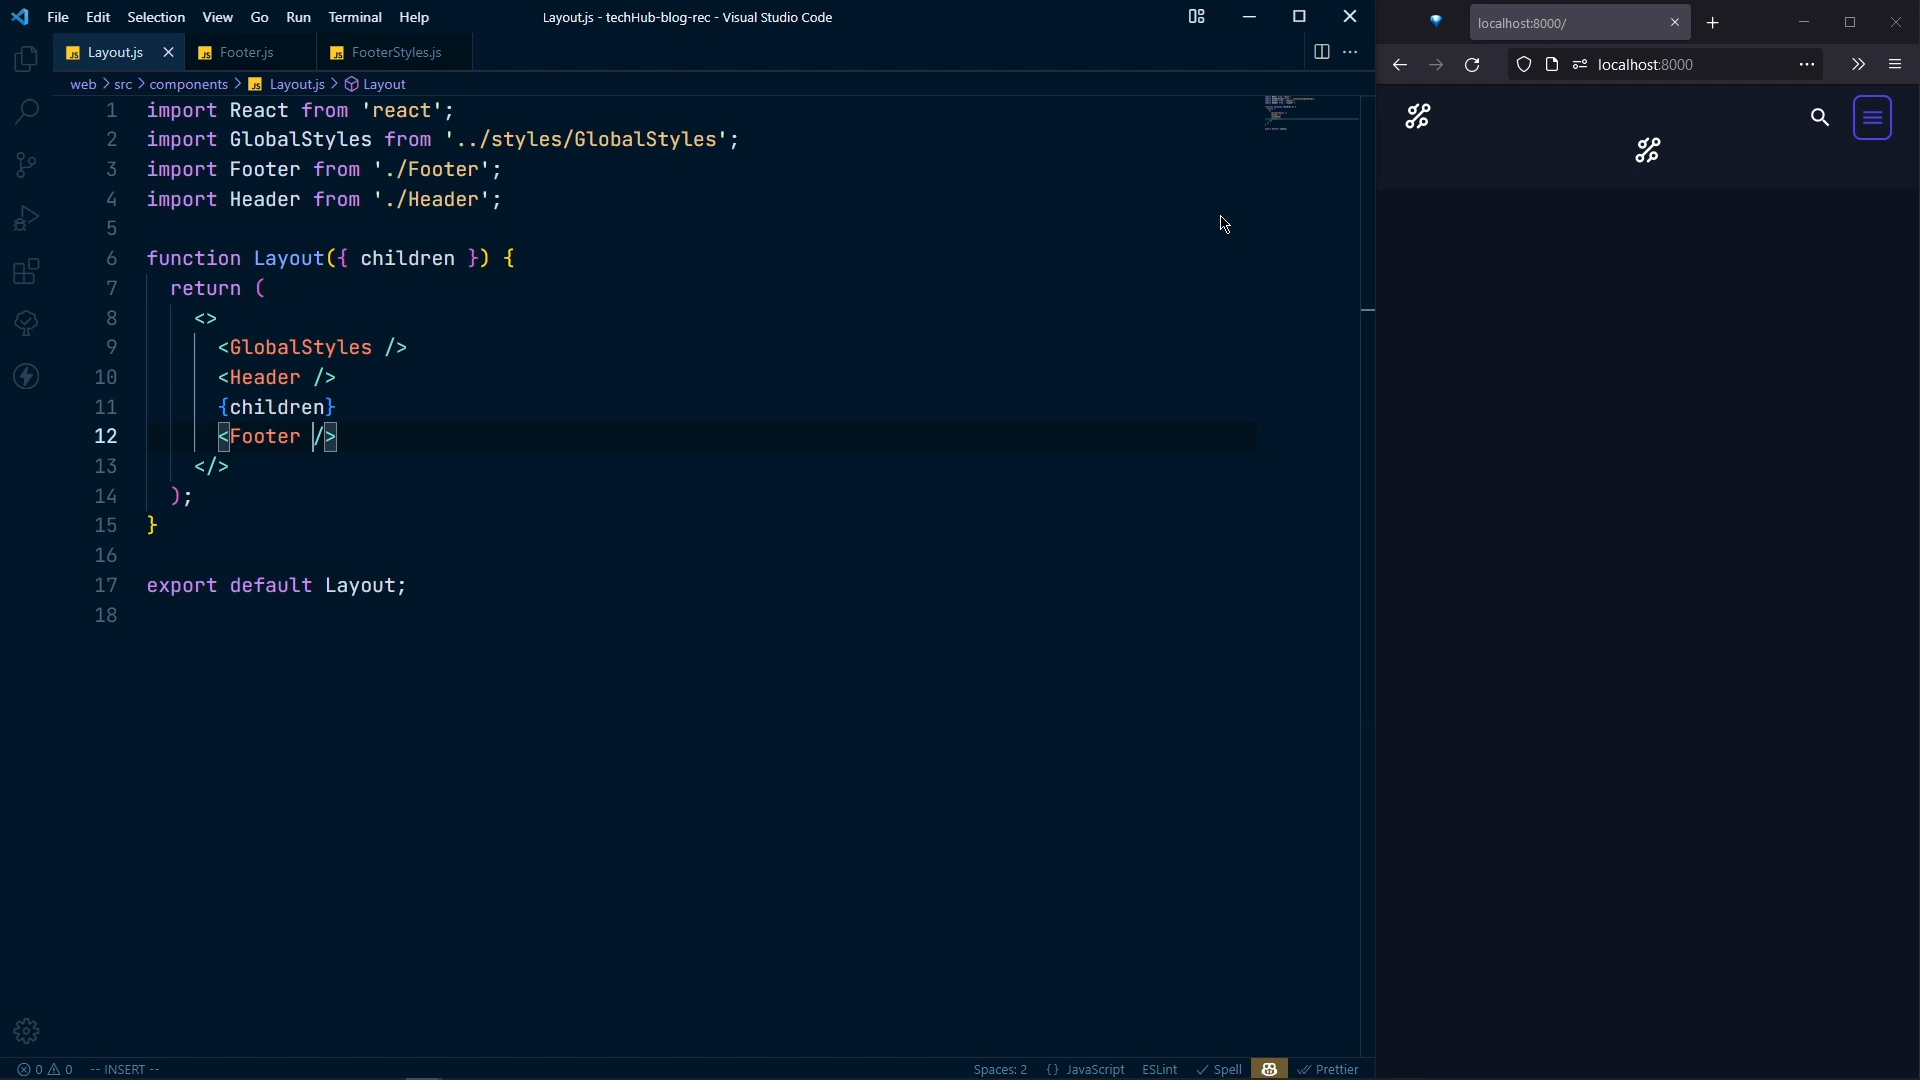 File Edit Selection View Go Run Terminal Help
Layout.js - techHub-blog-rec - Visual Studio Code
Layout.js Footer.js FooterStyles.js
web > src > components > Layout.js > Layout
1 import React from 'react';
2 import GlobalStyles from '../styles/GlobalStyles';
3 import Footer from './Footer';
4 import Header from './Header';
5
6 function Layout({ children }) {
7 return (
8 <>
9 <GlobalStyles />
10 <Header />
11 {children}
12 <Footer />
13 </>
14 );
15 }
16
17 export default Layout;
18
0 0 -- INSERT --
Spaces: 2 {} JavaScript ESLint Spell Prettier
localhost:8000/
localhost:8000